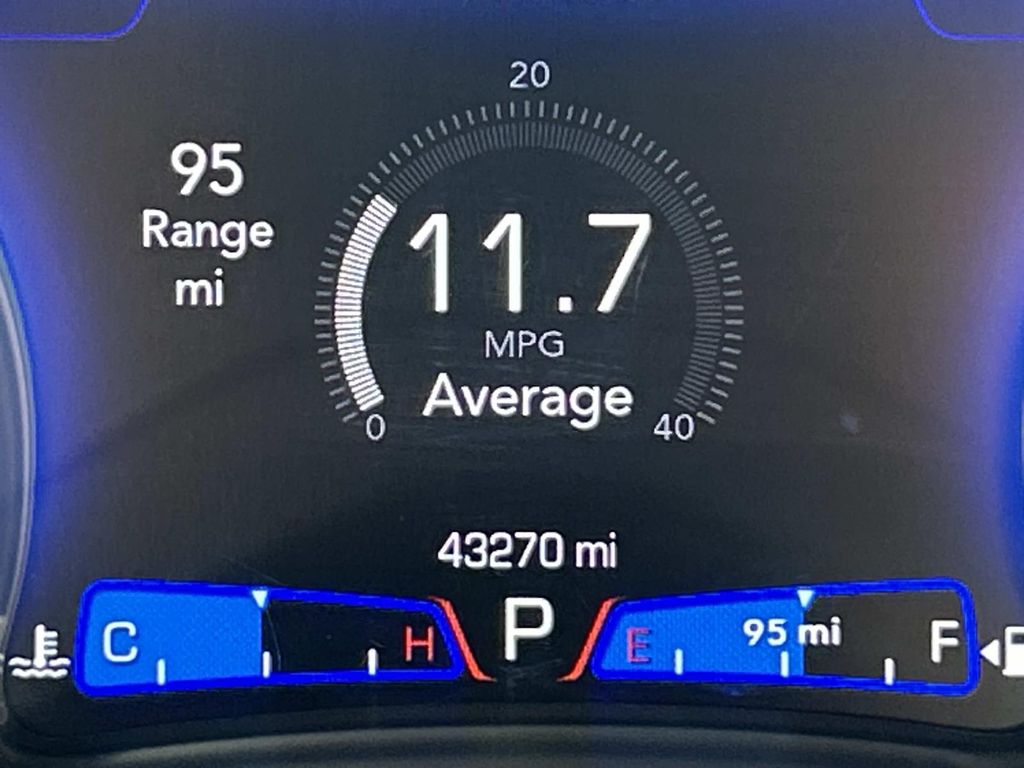 20
95
Range
mi
11.7
MPG
Average
0
40
43270 mi
C
H
P
E
95 mi
F